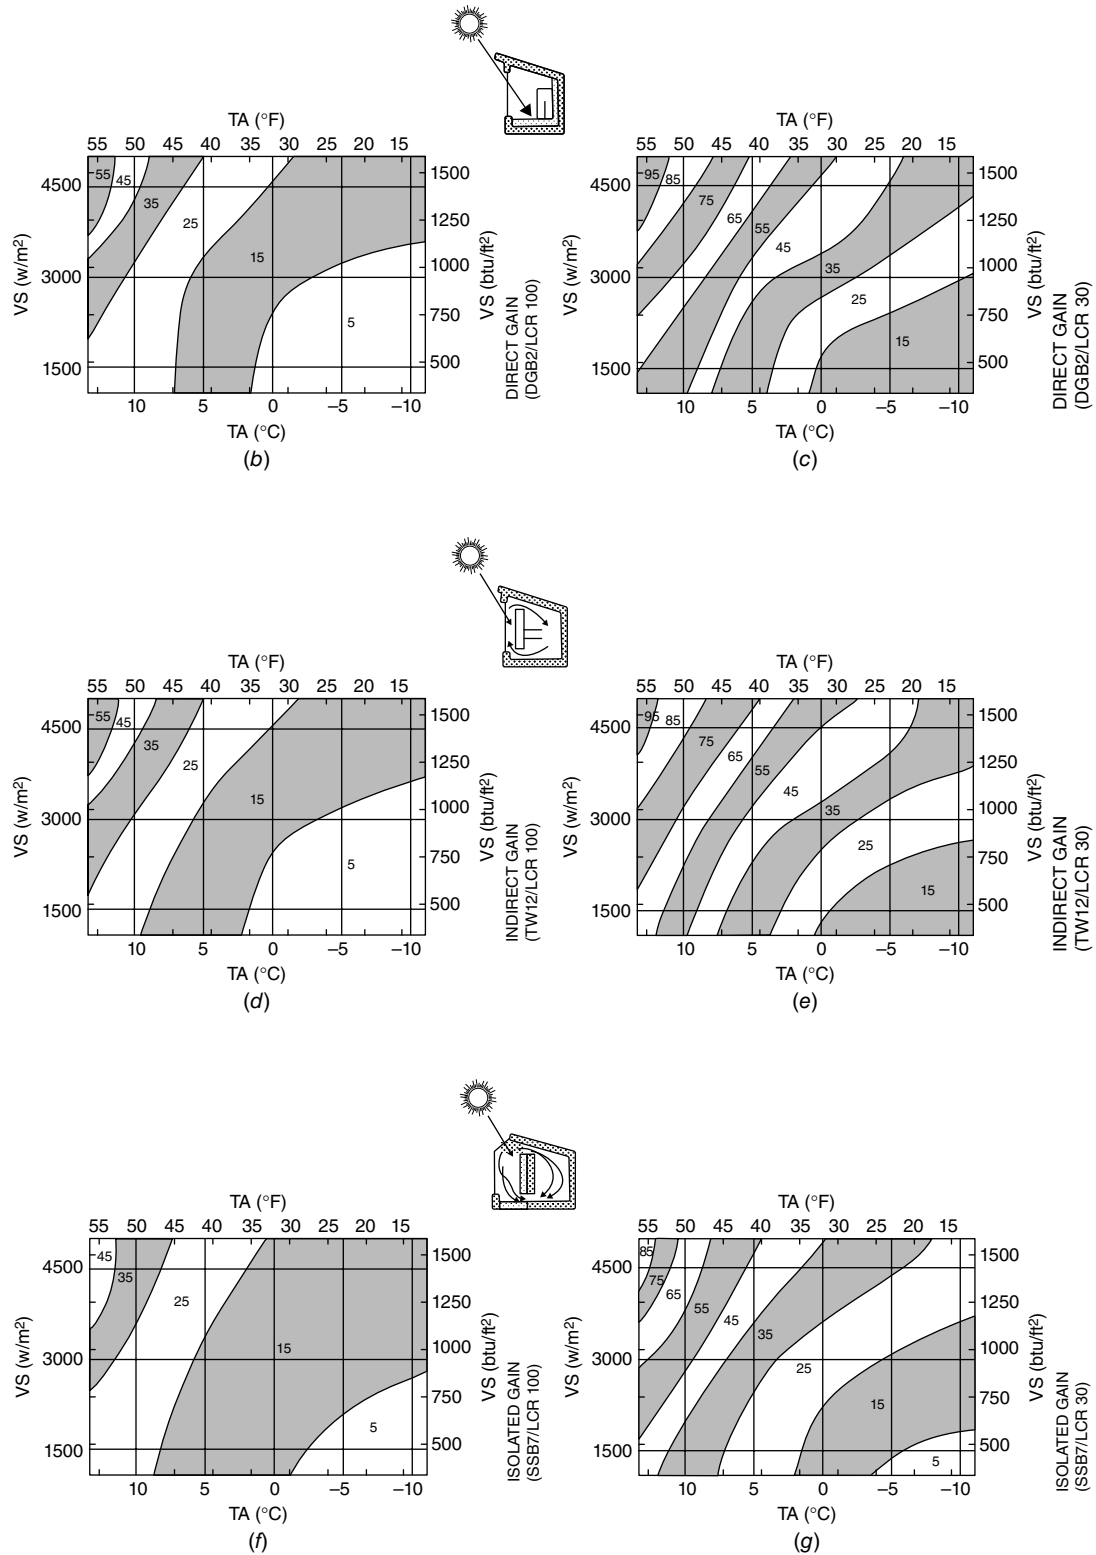 TA (°F)
55 50 45 40 35 30 25 20 15
VS (w/m²)
4500
3000
1500
55
45
35
25
15
5
1500
1250
1000
750
500
VS (btu/ft²)
DIRECT GAIN
(DGB2/LCR 100)
10 5 0 –5 –10
TA (°C)
(b)
TA (°F)
55 50 45 40 35 30 25 20 15
VS (w/m²)
4500
3000
1500
95
85
75
65
55
45
35
25
15
1500
1250
1000
750
500
VS (btu/ft²)
DIRECT GAIN
(DGB2/LCR 30)
10 5 0 –5 –10
TA (°C)
(c)
TA (°F)
55 50 45 40 35 30 25 20 15
VS (w/m²)
4500
3000
1500
55
45
35
25
15
5
1500
1250
1000
750
500
VS (btu/ft²)
INDIRECT GAIN
(TW12/LCR 100)
10 5 0 –5 –10
TA (°C)
(d)
TA (°F)
55 50 45 40 35 30 25 20 15
VS (w/m²)
4500
3000
1500
95
85
75
65
55
45
35
25
15
1500
1250
1000
750
500
VS (btu/ft²)
INDIRECT GAIN
(TW12/LCR 30)
10 5 0 –5 –10
TA (°C)
(e)
TA (°F)
55 50 45 40 35 30 25 20 15
VS (w/m²)
4500
3000
1500
45
35
25
15
5
1500
1250
1000
750
500
VS (btu/ft²)
ISOLATED GAIN
(SSB7/LCR 100)
10 5 0 –5 –10
TA (°C)
(f)
TA (°F)
55 50 45 40 35 30 25 20 15
VS (w/m²)
4500
3000
1500
85
75
65
55
45
35
25
15
5
1500
1250
1000
750
500
VS (btu/ft²)
ISOLATED GAIN
(SSB7/LCR 30)
10 5 0 –5 –10
TA (°C)
(g)